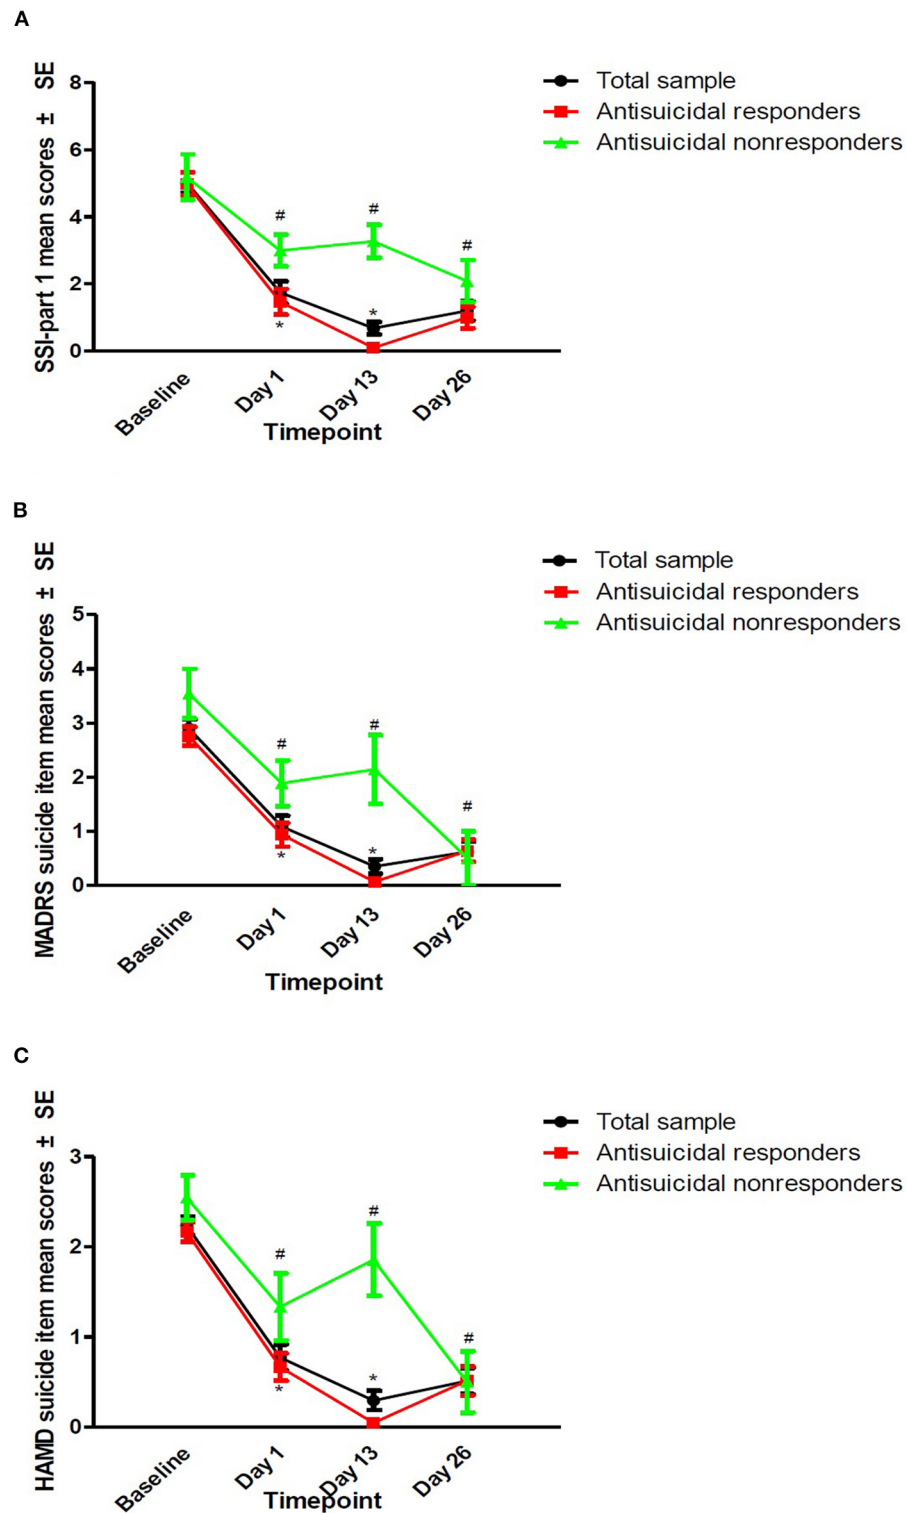 A
SSI-part 1 mean scores ± SE
8
6
4
2
0
# # #
* *
Baseline Day 1 Day 13 Day 26
Timepoint
Total sample
Antisuicidal responders
Antisuicidal nonresponders
B
MADRS suicide item mean scores ± SE
5
4
3
2
1
0
# # #
* *
Baseline Day 1 Day 13 Day 26
Timepoint
Total sample
Antisuicidal responders
Antisuicidal nonresponders
C
HAMD suicide item mean scores ± SE
3
2
1
0
# # #
* *
Baseline Day 1 Day 13 Day 26
Timepoint
Total sample
Antisuicidal responders
Antisuicidal nonresponders